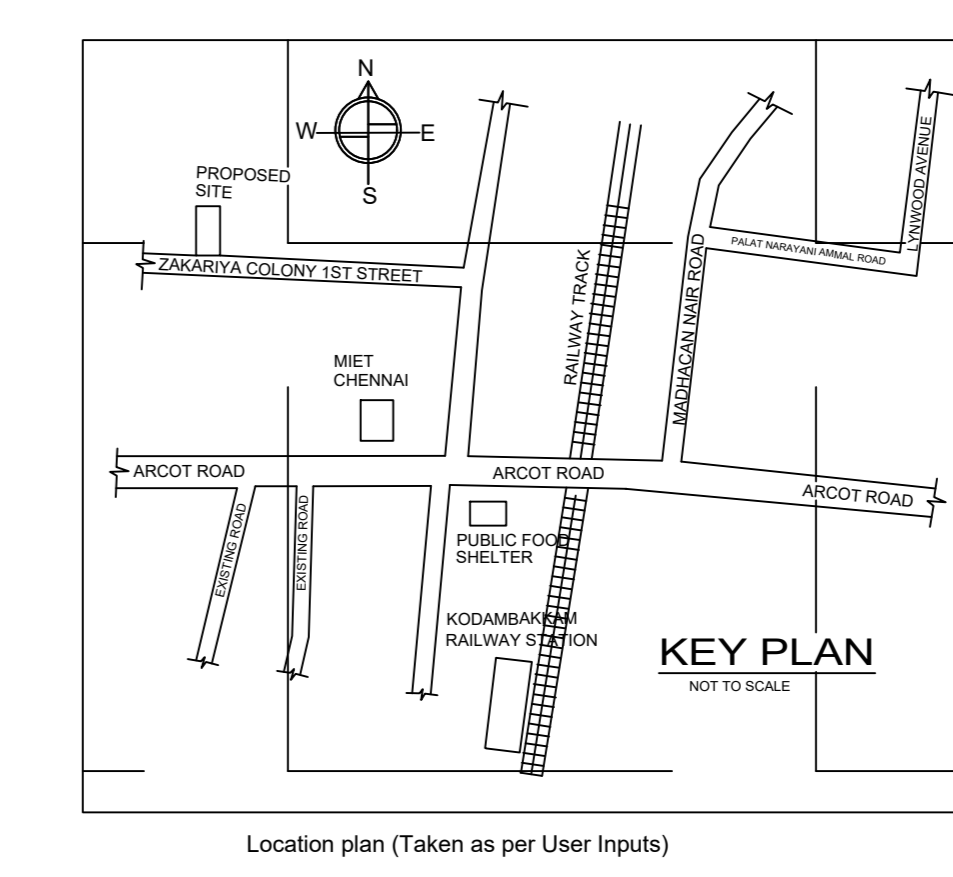 N
W
E
S
PROPOSED
SITE
ZAKARIYA COLONY 1ST STREET
LYNWOOD AVENUE
PALAT NARAYANI AMMAL ROAD
MADHACAN NAIR ROAD
RAILWAY TRACK
MIET
CHENNAI
ARCOT ROAD
ARCOT ROAD
ARCOT ROAD
EXISTING ROAD
EXISTING ROAD
PUBLIC FOOD
SHELTER
KODAMBAKKAM
RAILWAY STATION
KEY PLAN
NOT TO SCALE
Location plan (Taken as per User Inputs)